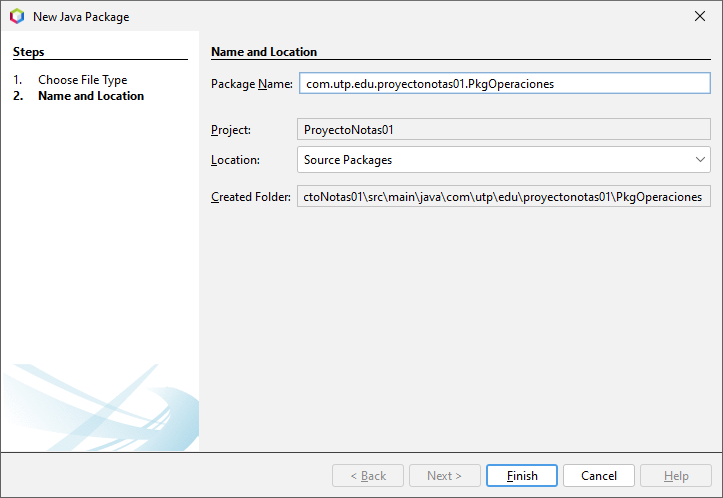 New Java Package
Steps
1. Choose File Type
2. Name and Location
Name and Location
Package Name: com.utp.edu.proyectonotas01.PkgOperaciones
Project: ProyectoNotas01
Location: Source Packages
Created Folder: ctoNotas01\src\main\java\com\utp\edu\proyectonotas01\PkgOperaciones
< Back
Next >
Finish
Cancel
Help